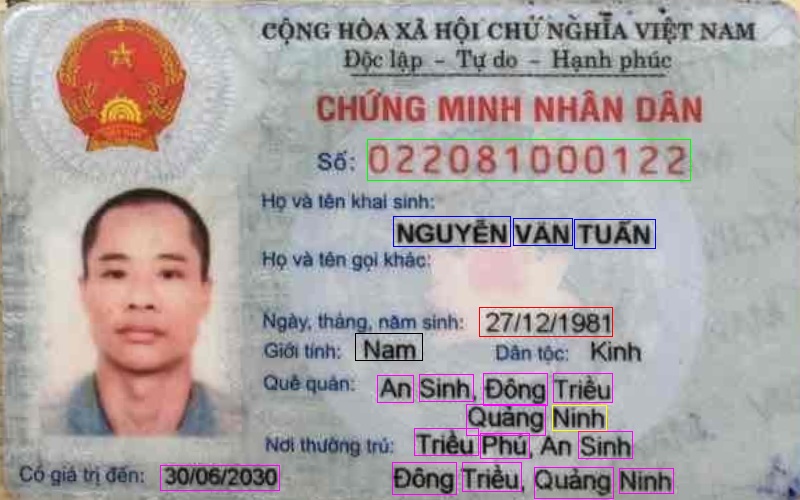 CỘNG HÒA XÃ HỘI CHỦ NGHĨA VIỆT NAM
Độc lập - Tự do - Hạnh phúc
CHỨNG MINH NHÂN DÂN
Số: 022081000122
Họ và tên khai sinh:
NGUYỄN VĂN TUẤN
Họ và tên gọi khác:
Ngày, tháng, năm sinh: 27/12/1981
Giới tính: Nam Dân tộc: Kinh
Quê quán: An Sinh, Đông Triều
Quảng Ninh
Nơi thường trú: Triều Phú, An Sinh
Đông Triều, Quảng Ninh
Có giá trị đến: 30/06/2030